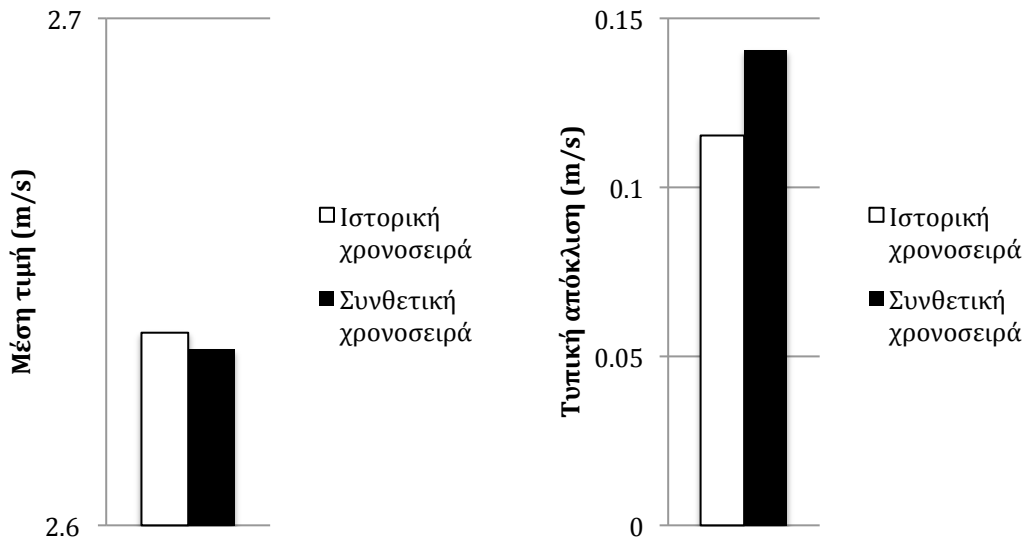 2.7
2.6
Μέση τιμή (m/s)
Ιστορική
χρονοσειρά
Συνθετική
χρονοσειρά
0.15
0.1
0.05
0
Τυπική απόκλιση (m/s)
Ιστορική
χρονοσειρά
Συνθετική
χρονοσειρά